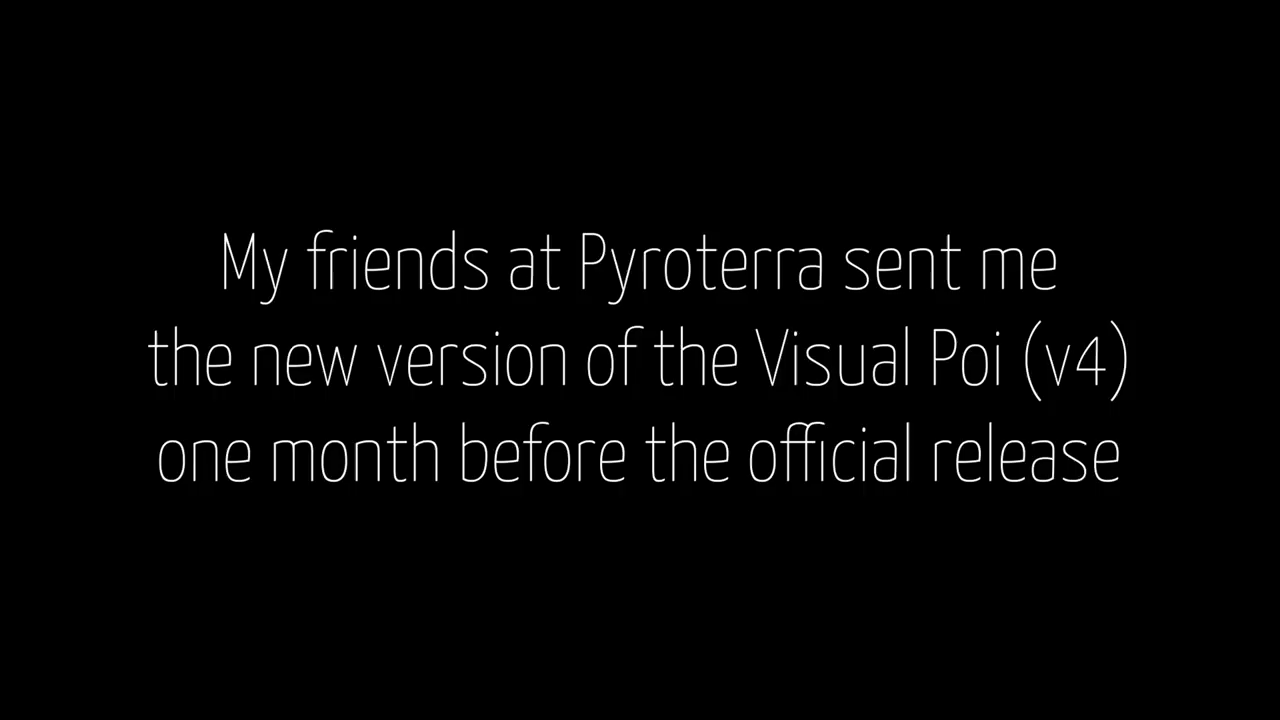 My friends at Pyroterra sent me
the new version of the Visual Poi (v4)
one month before the official release